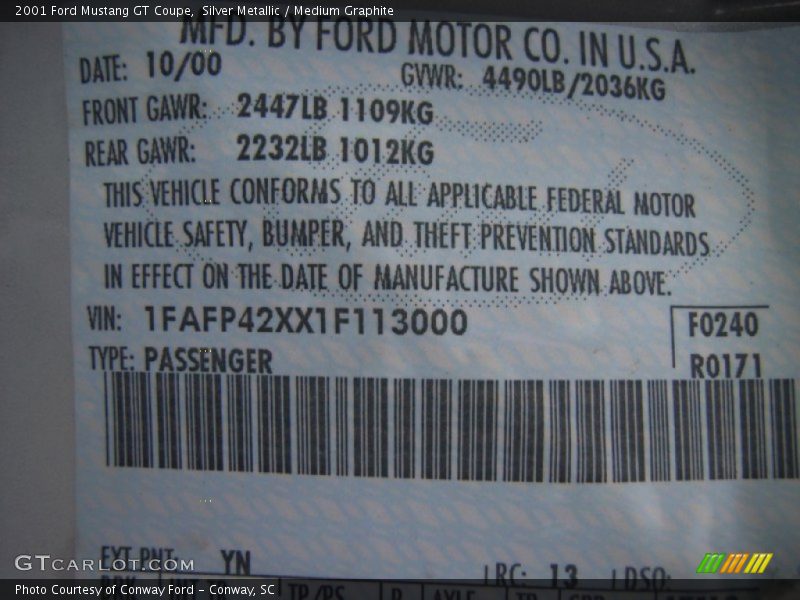 2001 Ford Mustang GT Coupe, Silver Metallic / Medium Graphite
MFD. BY FORD MOTOR CO. IN U.S.A.
DATE: 10/00
GVWR: 4490LB/2036KG
FRONT GAWR: 2447LB 1109KG
REAR GAWR: 2232LB 1012KG
THIS VEHICLE CONFORMS TO ALL APPLICABLE FEDERAL MOTOR
VEHICLE SAFETY, BUMPER, AND THEFT PREVENTION STANDARDS
IN EFFECT ON THE DATE OF MANUFACTURE SHOWN ABOVE.
VIN: 1FAFP42XX1F113000
F0240
TYPE: PASSENGER
R0171
EXT PNT: YN
RC: 13 DSO:
GTCARLOT.COM
Photo Courtesy of Conway Ford - Conway, SC